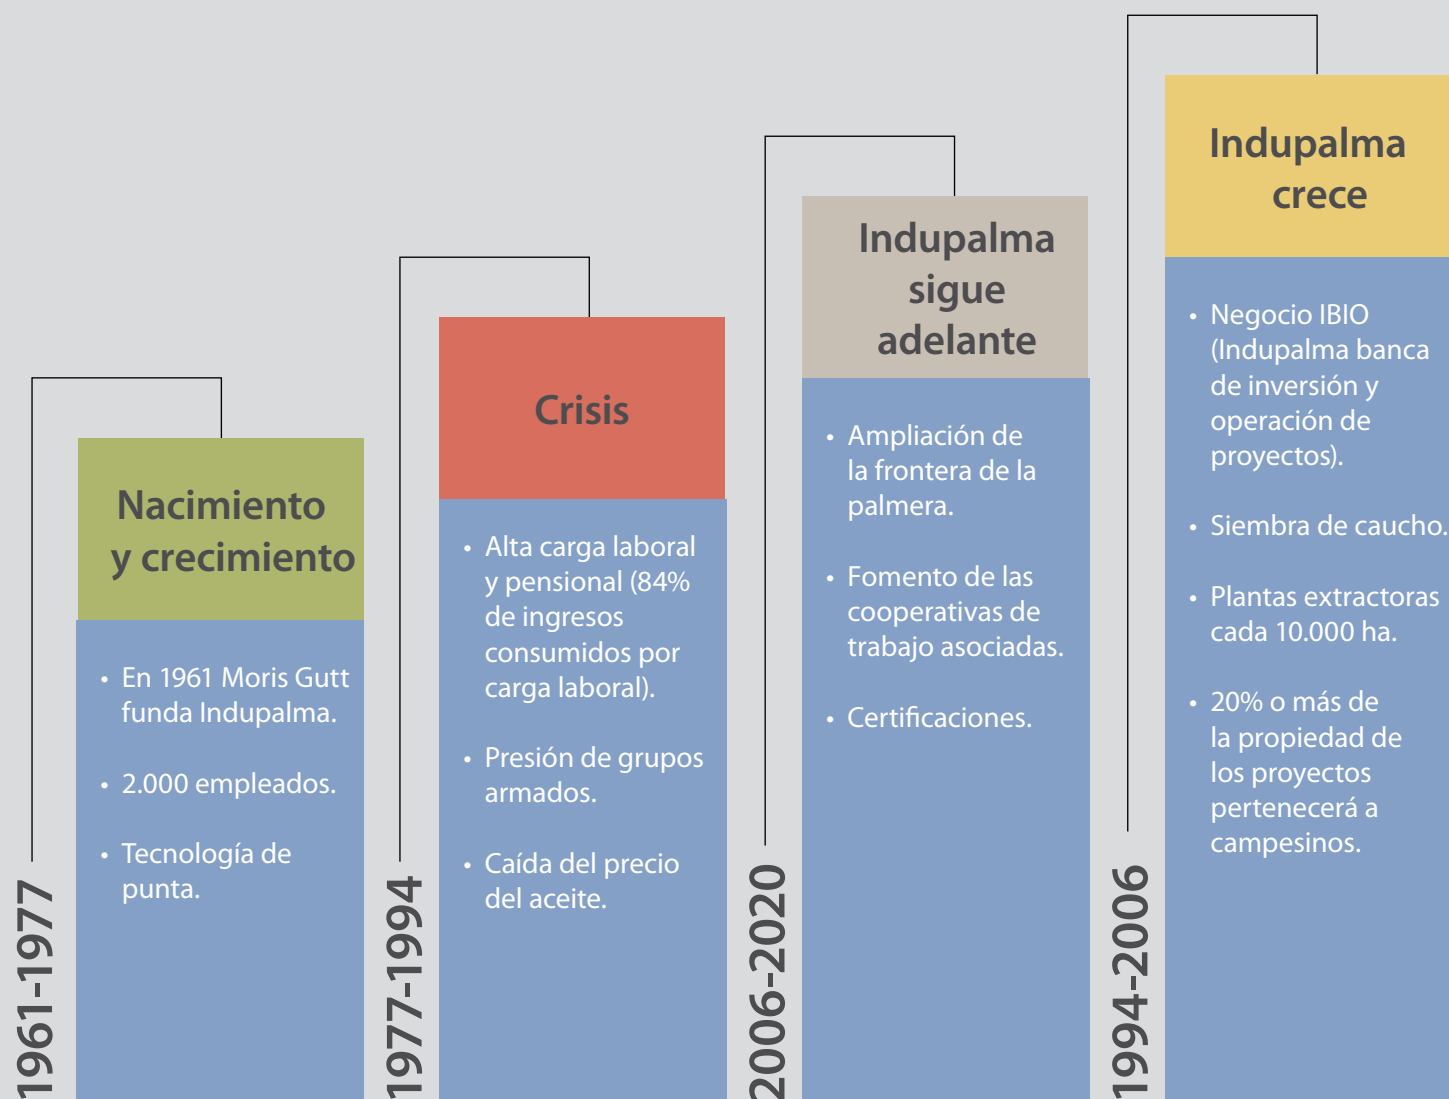 1961-1977
Nacimiento
y crecimiento
• En 1961 Moris Gutt
funda Indupalma.
• 2.000 empleados.
• Tecnología de
punta.
1977-1994
Crisis
• Alta carga laboral
y pensional (84%
de ingresos
consumidos por
carga laboral).
• Presión de grupos
armados.
• Caída del precio
del aceite.
2006-2020
Indupalma
sigue
adelante
• Ampliación de
la frontera de la
palmera.
• Fomento de las
cooperativas de
trabajo asociadas.
• Certificaciones.
1994-2006
Indupalma
crece
• Negocio IBIO
(Indupalma banca
de inversión y
operación de
proyectos).
• Siembra de caucho.
• Plantas extractoras
cada 10.000 ha.
• 20% o más de
la propiedad de
los proyectos
pertenecerá a
campesinos.